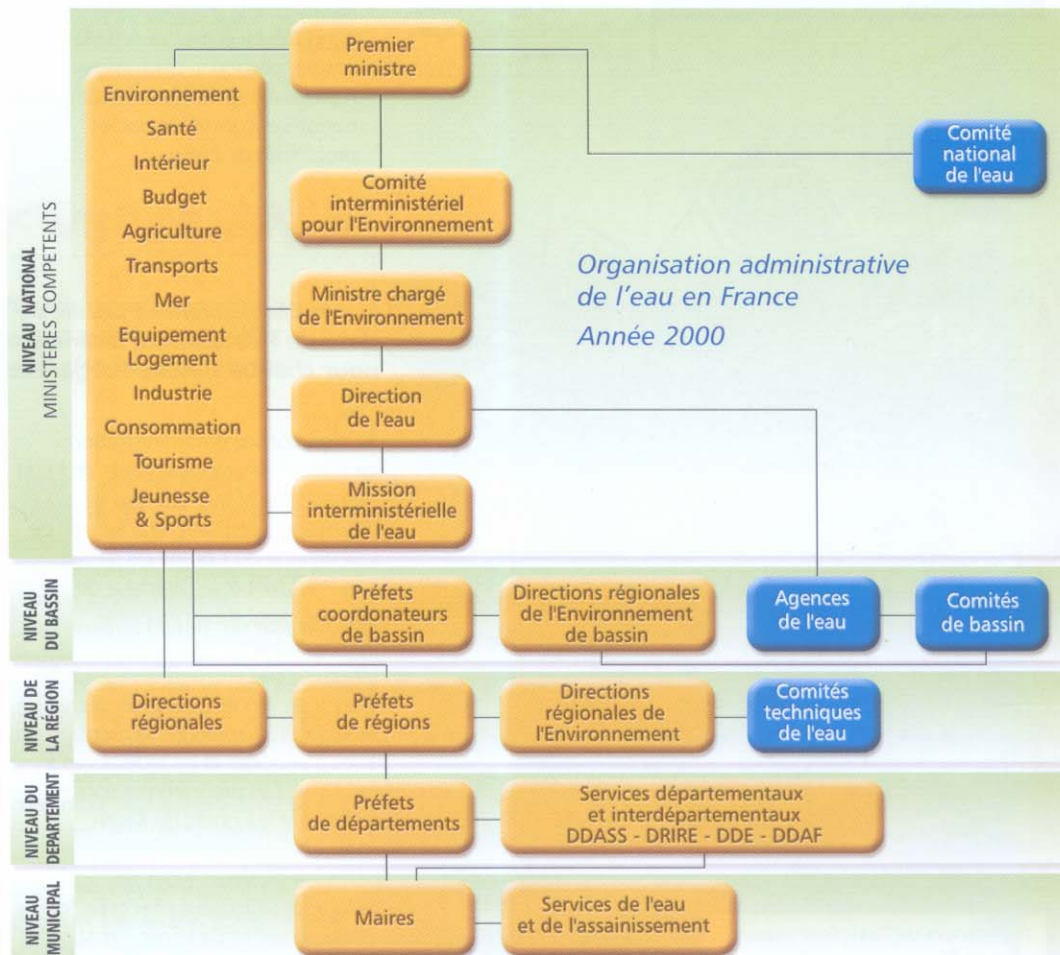 NIVEAU NATIONAL
MINISTERES COMPETENTS
Premier
ministre
Environnement
Santé
Intérieur
Budget
Agriculture
Transports
Mer
Equipement
Logement
Industrie
Consommation
Tourisme
Jeunesse
& Sports
Comité
national
de l'eau
Comité
interministériel
pour l'Environnement
Organisation administrative
de l'eau en France
Année 2000
Ministre chargé
de l'Environnement
Direction
de l'eau
Mission
interministérielle
de l'eau
NIVEAU
DU BASSIN
Préfets
coordonateurs
de bassin
Directions régionales
de l'Environnement
de bassin
Agences
de l'eau
Comités
de bassin
NIVEAU DE
LA RÉGION
Directions
régionales
Préfets
de régions
Directions
régionales de
l'Environnement
Comités
techniques
de l'eau
NIVEAU DU
DEPARTEMENT
Préfets
de départements
Services départementaux
et interdépartementaux
DDASS - DRIRE - DDE - DDAF
NIVEAU
MUNICIPAL
Maires
Services de l'eau
et de l'assainissement